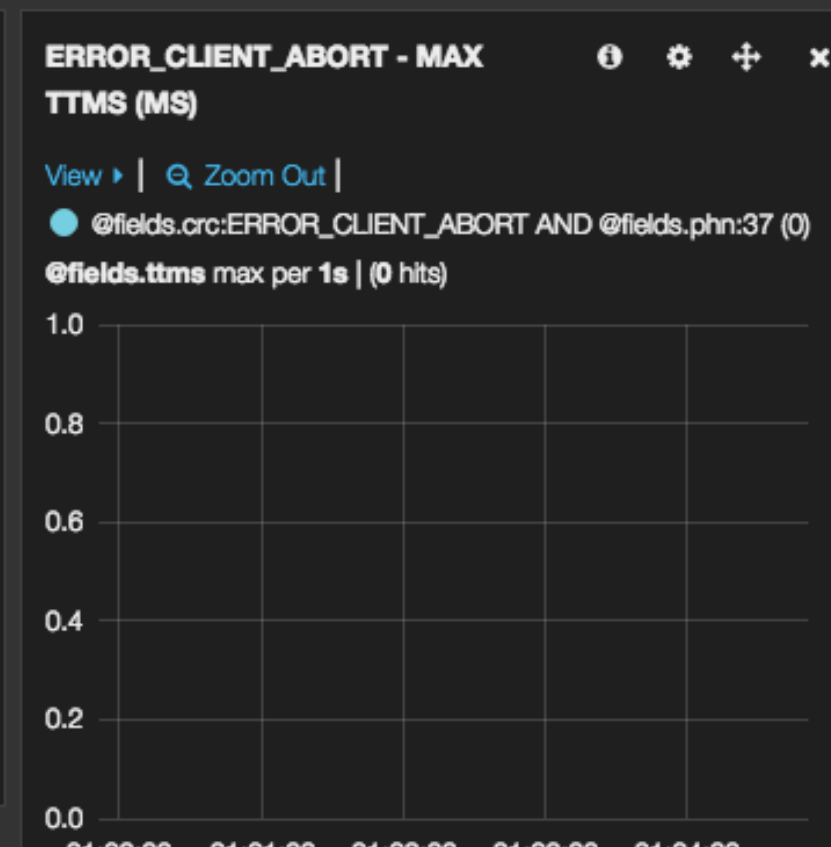 ERROR_CLIENT_ABORT - MAX
TTMS (MS)
View | Zoom Out |
@fields.crc:ERROR_CLIENT_ABORT AND @fields.phn:37 (0)
@fields.ttms max per 1s | (0 hits)
1.0
0.8
0.6
0.4
0.2
0.0